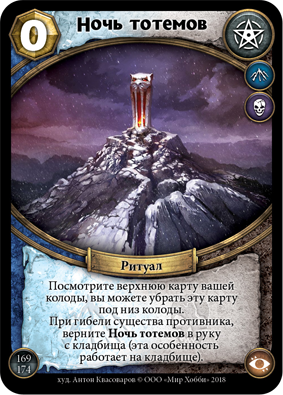 0
Ночь тотемов
Ритуал
Посмотрите верхнюю карту вашей
колоды, вы можете убрать эту карту
под низ колоды.
При гибели существа противника,
верните Ночь тотемов в руку
с кладбища (эта особенность
работает на кладбище).
169
174
худ. Антон Квасоваров © ООО «Мир Хобби» 2018